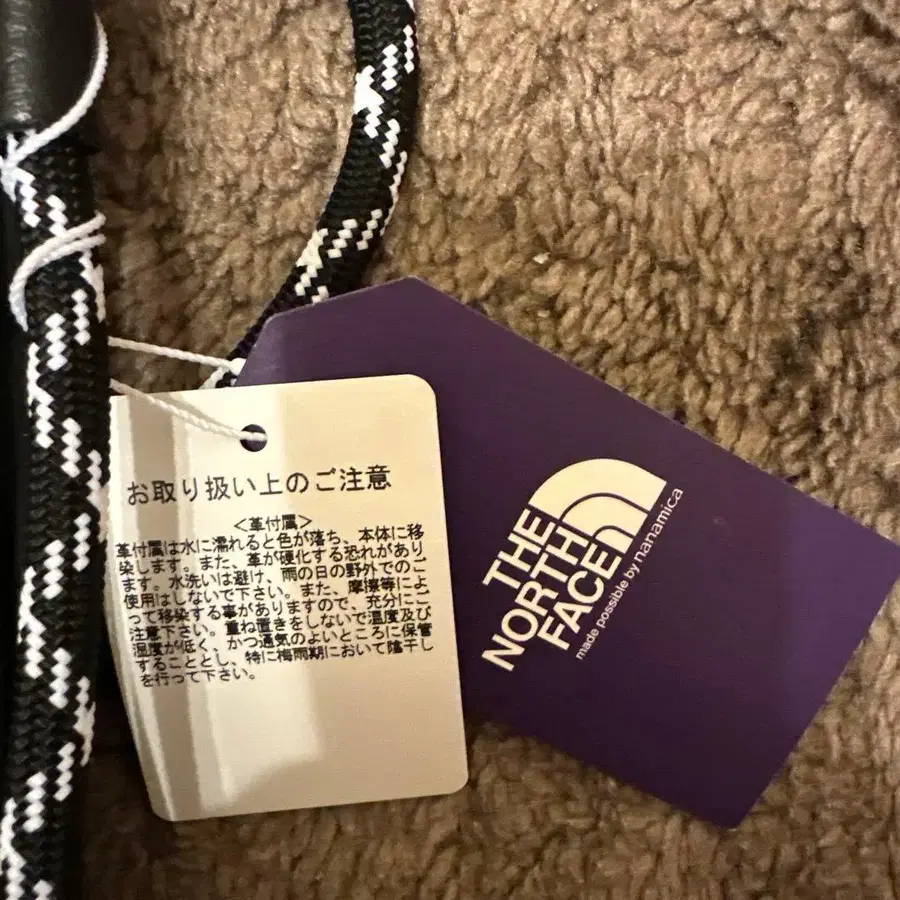 お取り扱い上のご注意
＜革付属＞
革付属は水に濡れると色が落ち、本体に移
染します。また、革が硬化する恐れがあり
ます。水洗いは避け、雨の日の野外でのご
使用はしないで下さい。また、摩擦等によ
って移染する事がありますので、充分にご
注意下さい。重ね置きをしないで温度及び
湿度が低く、かつ通気のよいところに保管
することとし、特に梅雨期において陰干し
を行って下さい。
THE
NORTH
FACE
made possible by nanamica